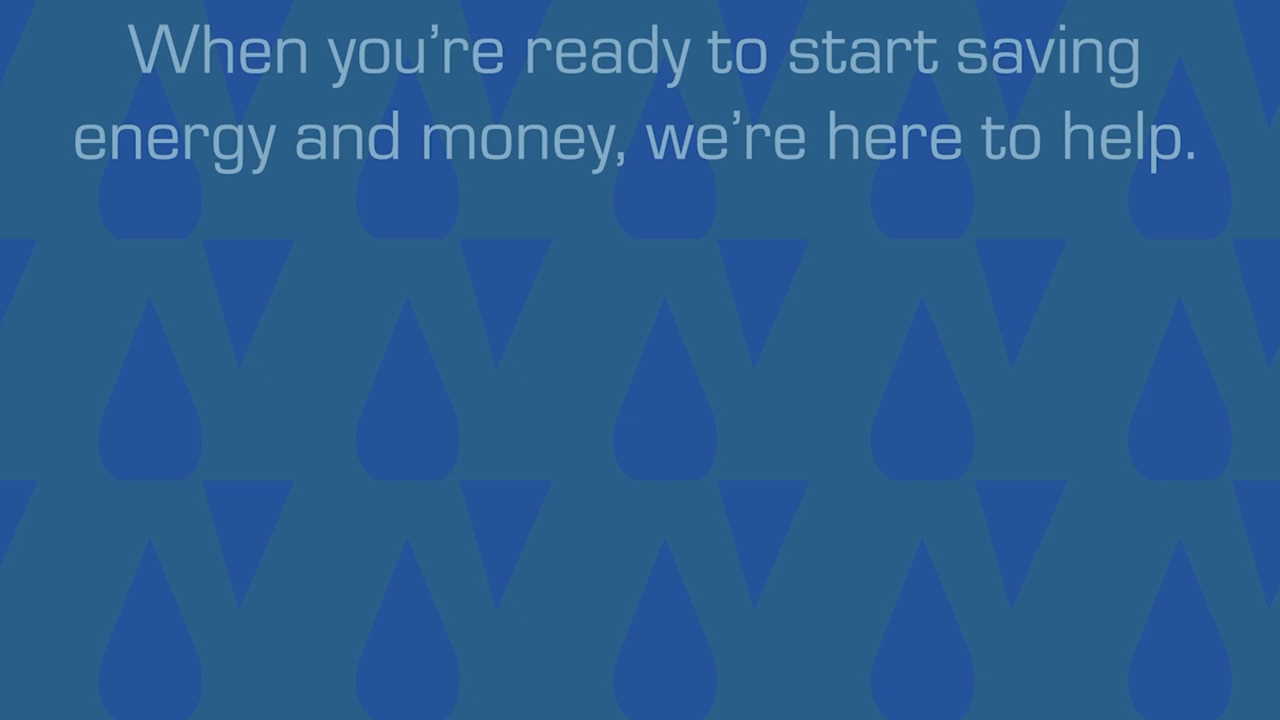 When you’re ready to start saving
energy and money, we’re here to help.